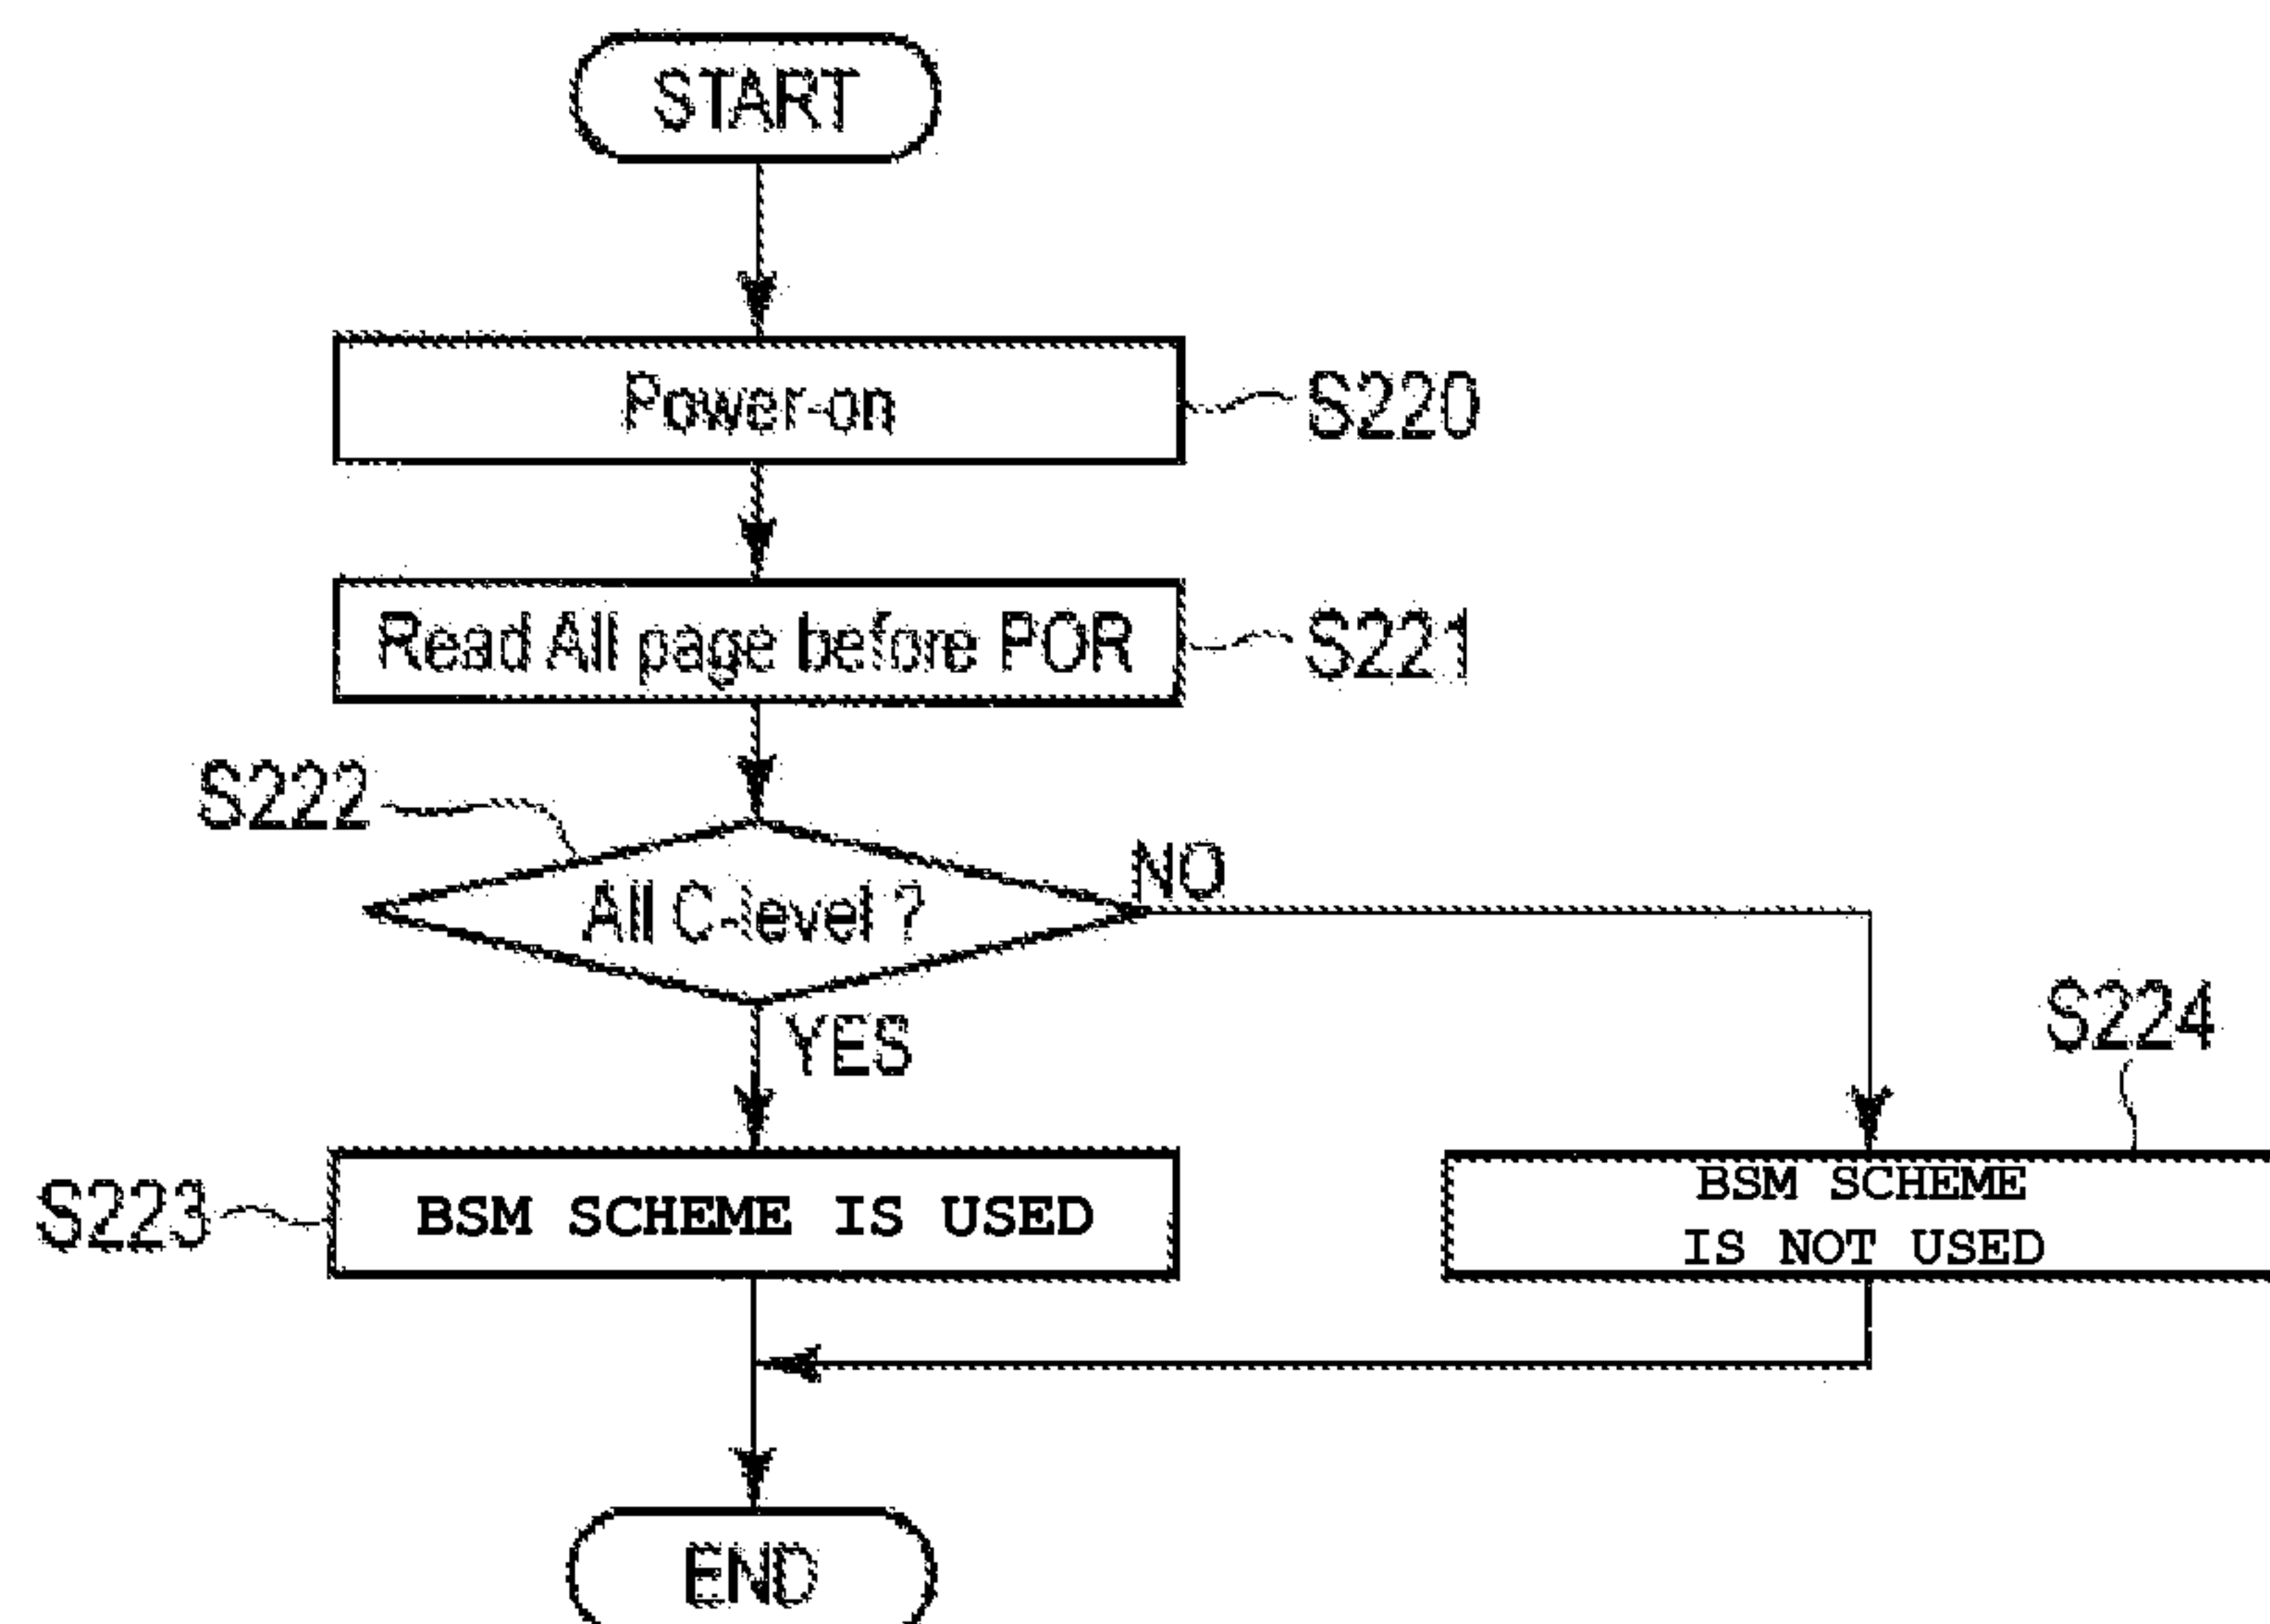 START
Power-on
S220
Read All page before POR
S221
S222
All C-level ?
NO
YES
S224
S223
BSM SCHEME IS USED
BSM SCHEME
IS NOT USED
END